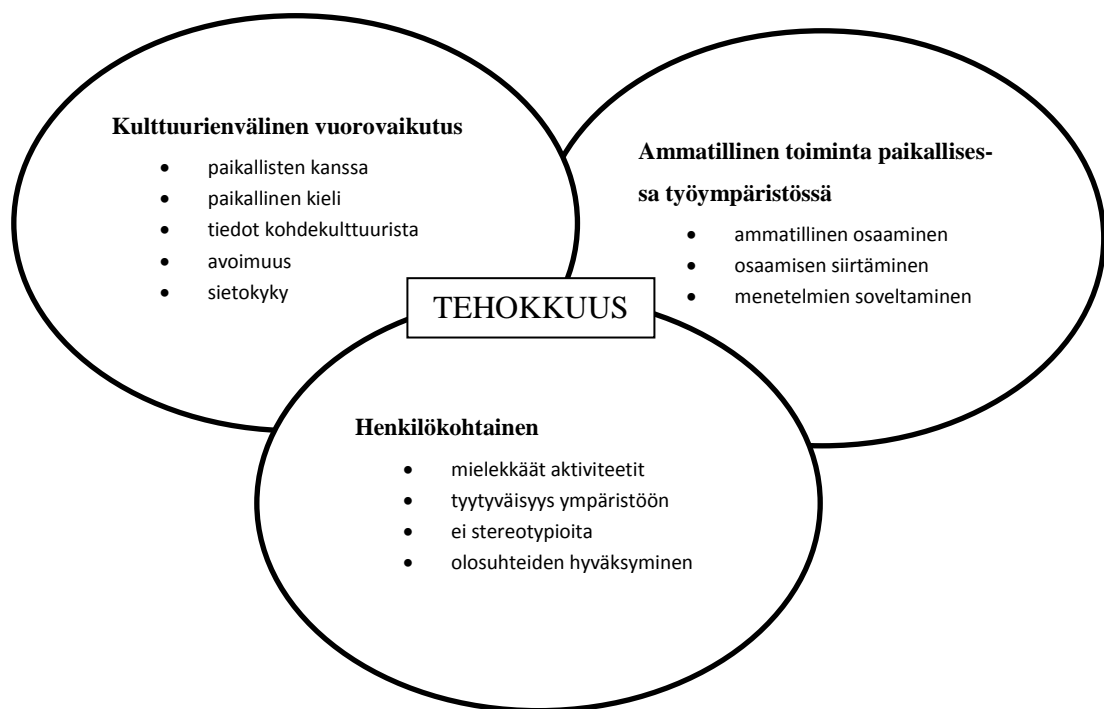 Kulttuurienvälinen vuorovaikutus
• paikallisten kanssa
• paikallinen kieli
• tiedot kohdekulttuurista
• avoimuus
• sietokyky
Ammatillinen toiminta paikallises-
sa työympäristössä
• ammatillinen osaaminen
• osaamisen siirtäminen
• menetelmien soveltaminen
TEHOKKUUS
Henkilökohtainen
• mielekkäät aktiviteetit
• tyytyväisyys ympäristöön
• ei stereotypioita
• olosuhteiden hyväksyminen